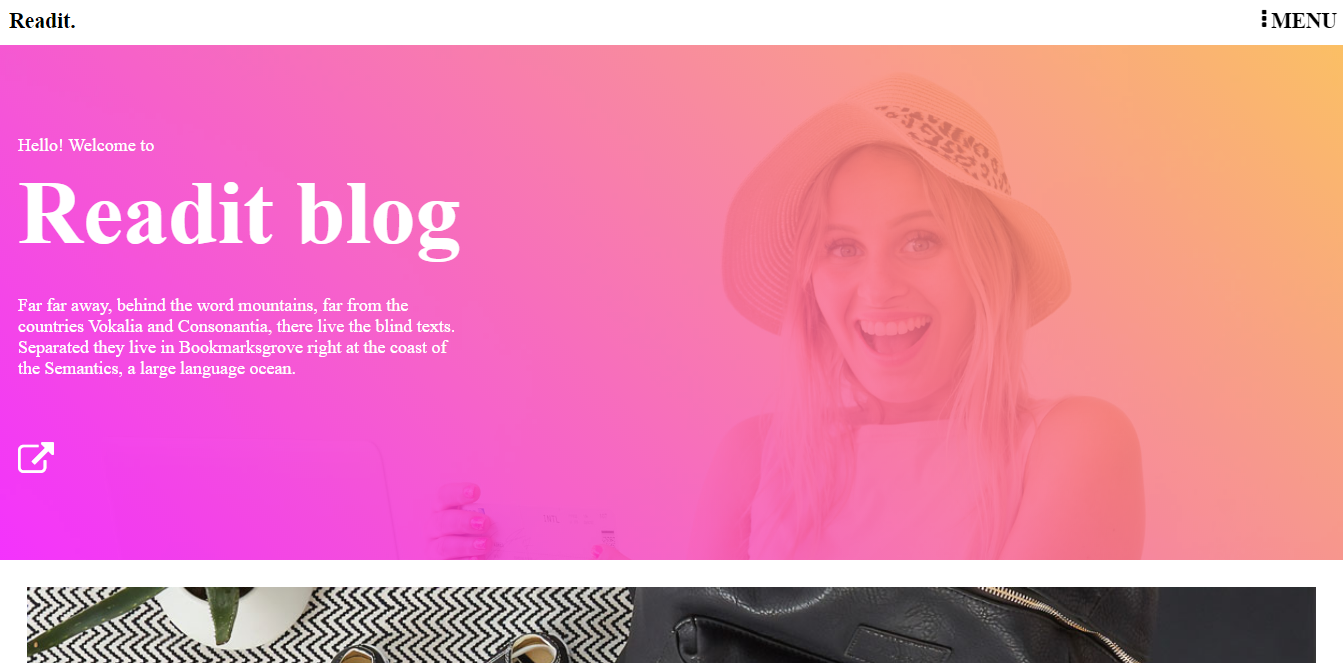 Readit.
MENU
Hello! Welcome to
Readit blog
Far far away, behind the word mountains, far from the
countries Vokalia and Consonantia, there live the blind texts.
Separated they live in Bookmarksgrove right at the coast of
the Semantics, a large language ocean.